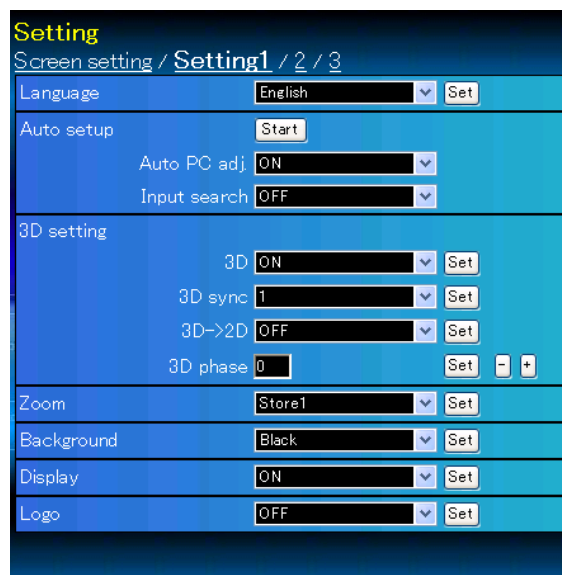 Setting
Screen setting / Setting1 / 2 / 3
Language English Set
Auto setup Start
Auto PC adj. ON
Input search OFF
3D setting
3D ON Set
3D sync 1 Set
3D->2D OFF Set
3D phase 0 Set - +
Zoom Store1 Set
Background Black Set
Display ON Set
Logo OFF Set